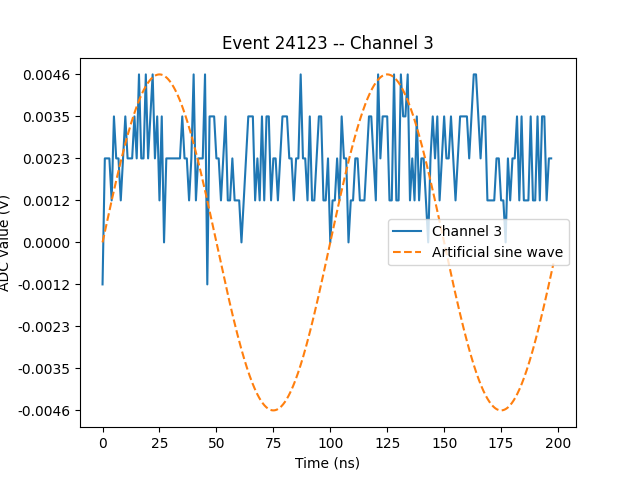 Event 24123 -- Channel 3
0.0046
0.0035
0.0023
0.0012
0.0000
-0.0012
-0.0023
-0.0035
-0.0046
ADC Value (V)
Channel 3
Artificial sine wave
0 25 50 75 100 125 150 175 200
Time (ns)